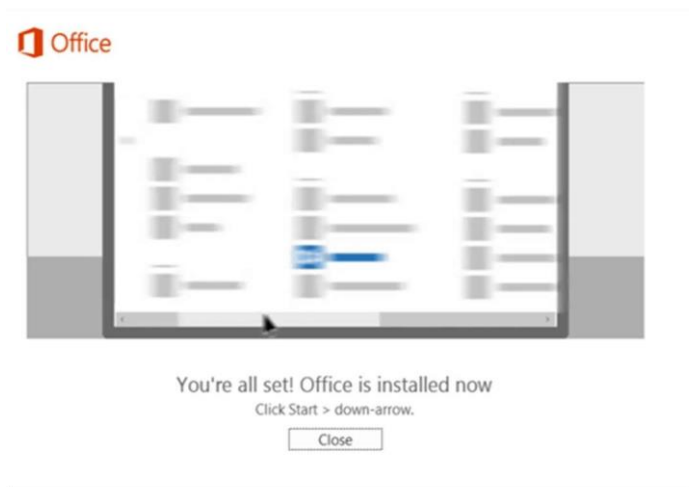 Office
You're all set! Office is installed now
Click Start > down-arrow.
Close